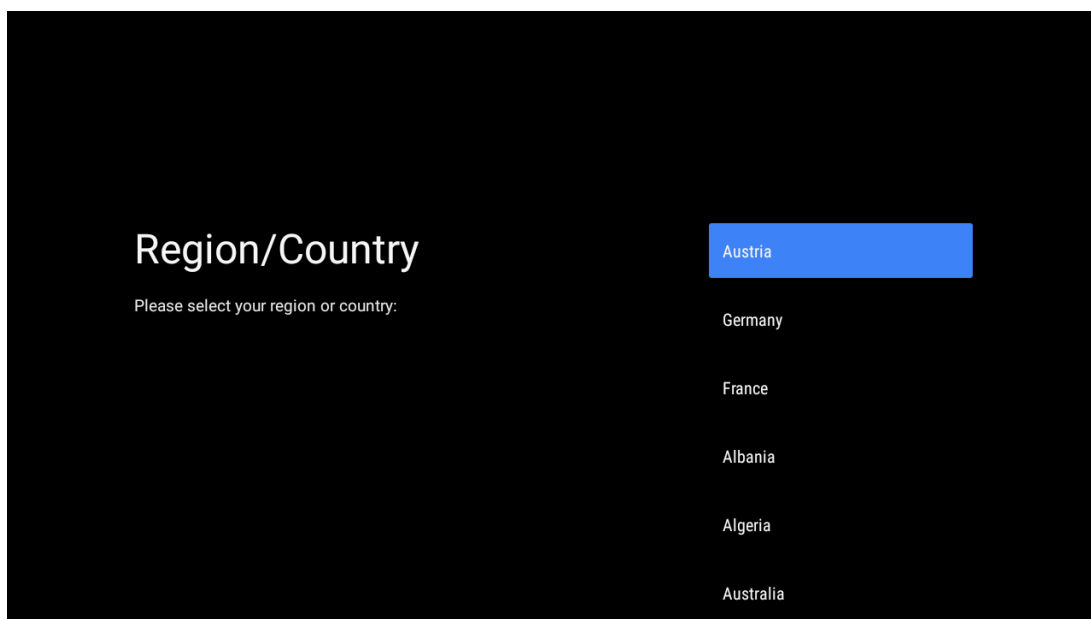 Region/Country
Please select your region or country:
Austria
Germany
France
Albania
Algeria
Australia